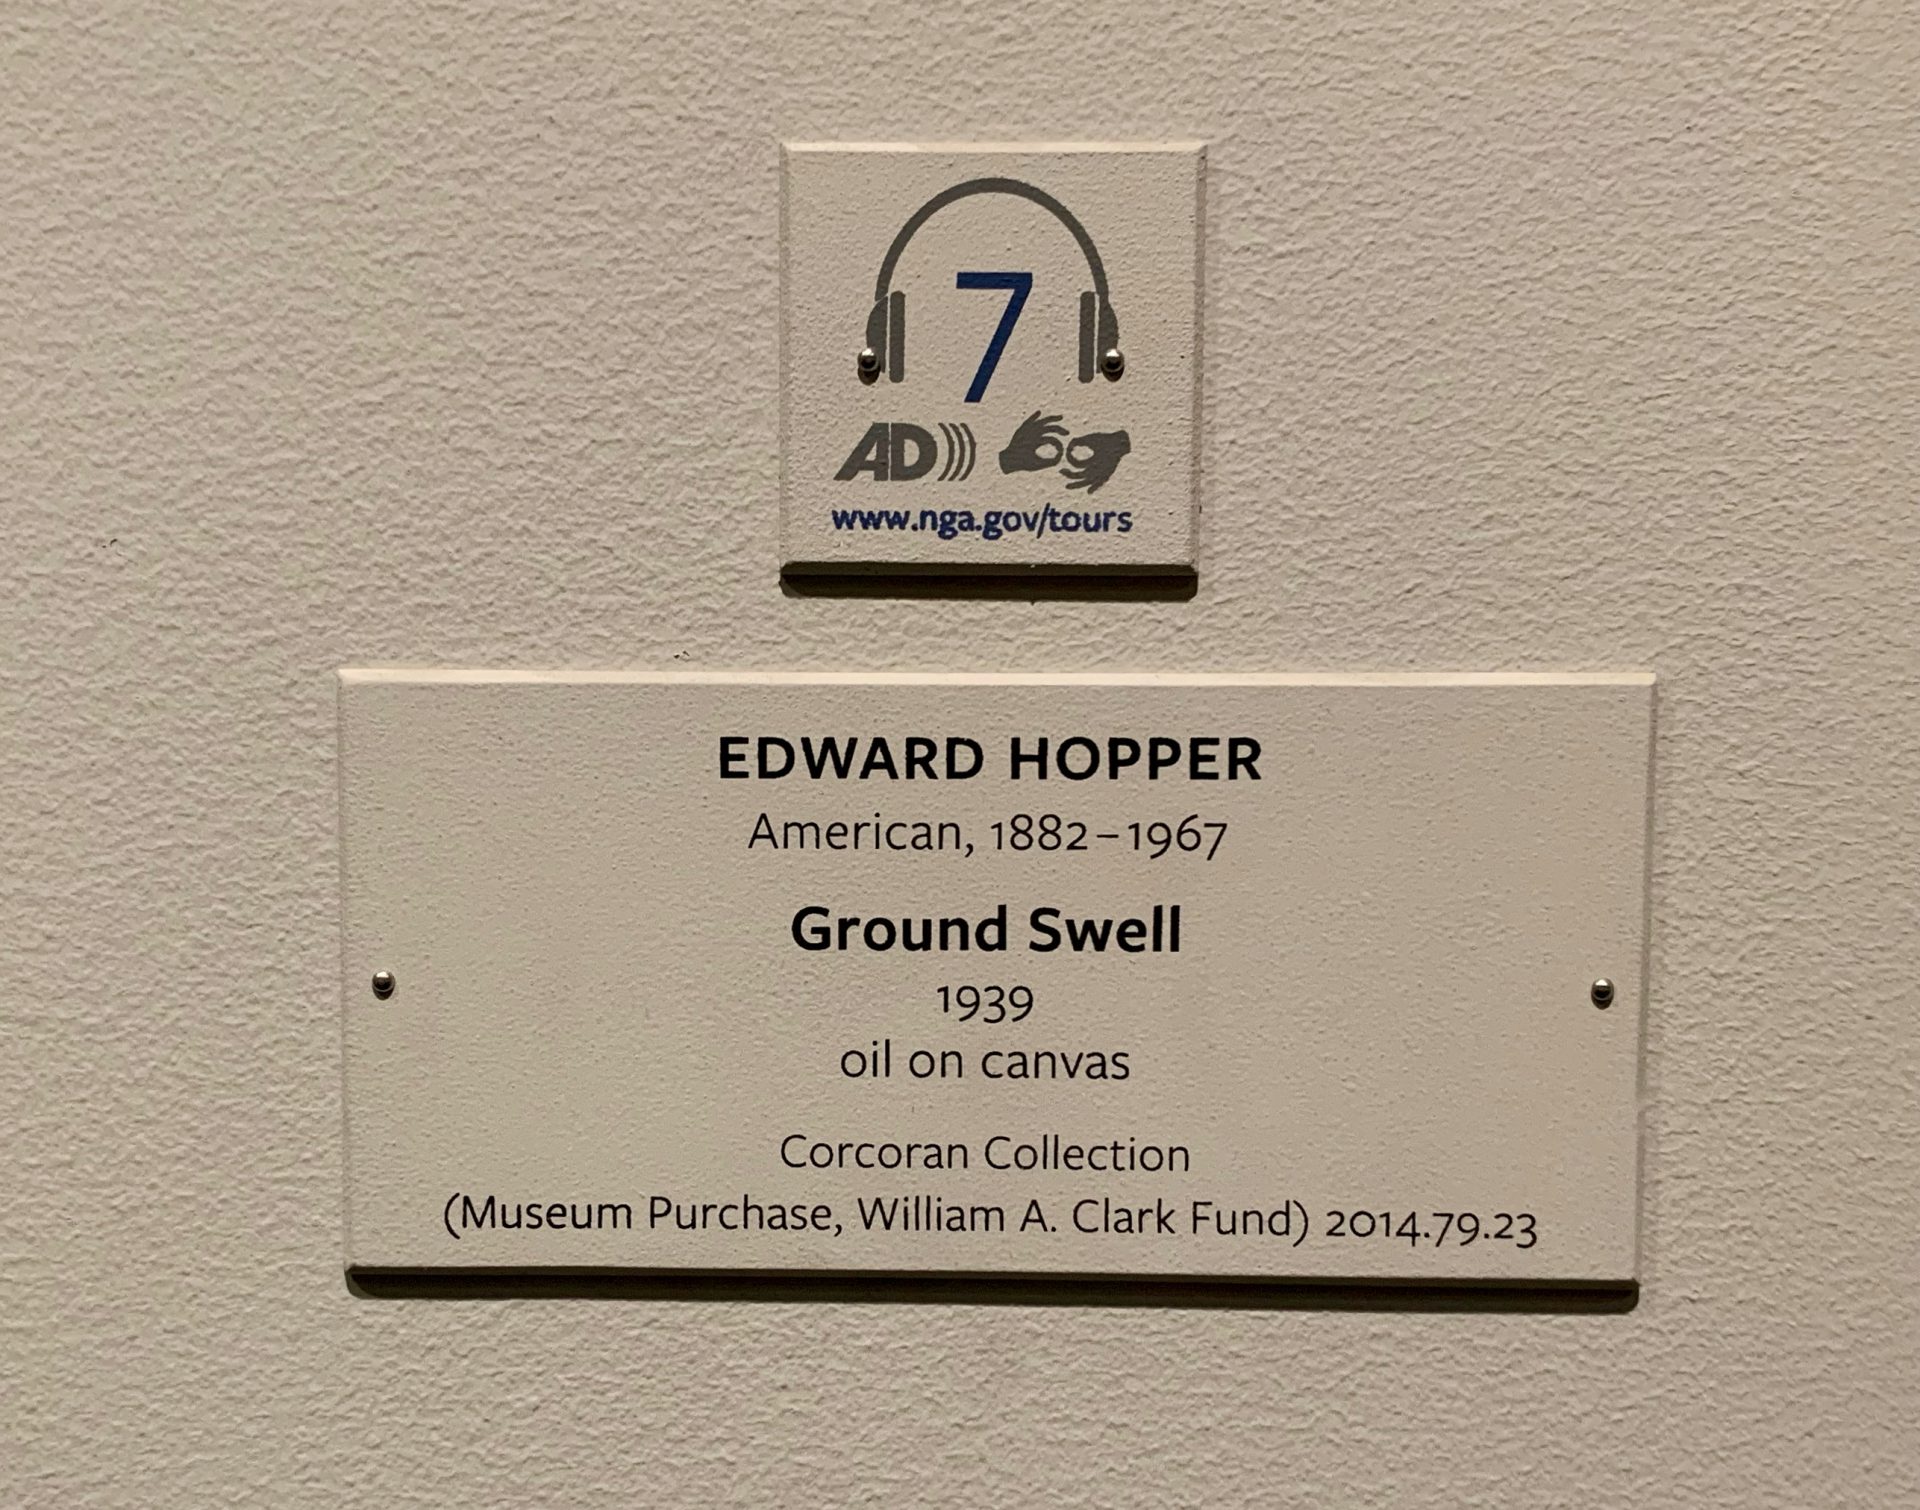 7
AD)))
www.nga.gov/tours
EDWARD HOPPER
American, 1882–1967
Ground Swell
1939
oil on canvas
Corcoran Collection
(Museum Purchase, William A. Clark Fund) 2014.79.23